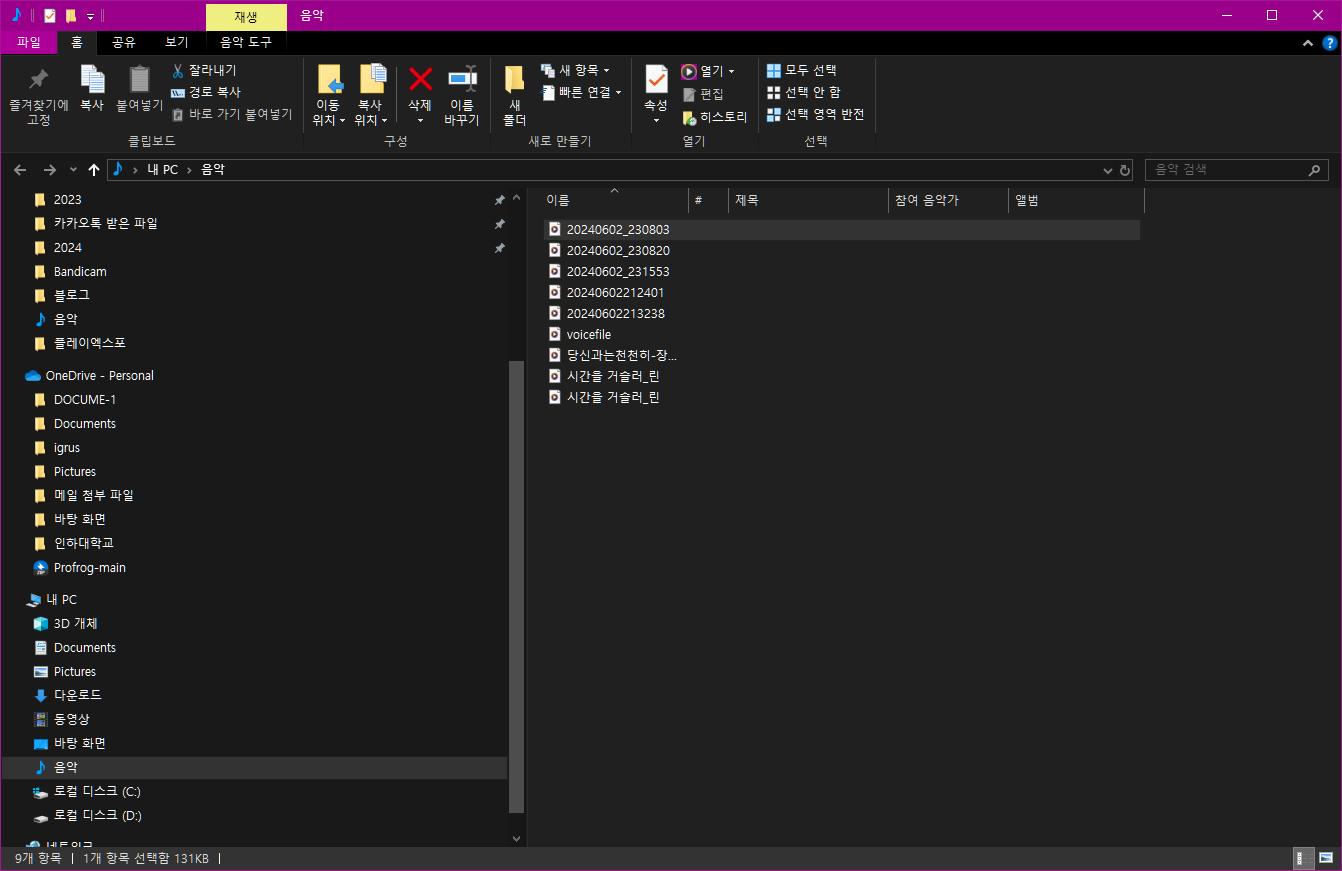 재생
음악
파일
홈
공유
보기
음악 도구
즐겨찾기에
고정
복사
붙여넣기
잘라내기
경로 복사
바로 가기 붙여넣기
클립보드
이동
위치
복사
위치
삭제
이름
바꾸기
구성
새
폴더
새 항목
빠른 연결
새로 만들기
속성
열기
편집
히스토리
열기
모두 선택
선택 안 함
선택 영역 반전
선택
내 PC > 음악
음악 검색
2023
카카오톡 받은 파일
2024
Bandicam
블로그
음악
플레이엑스포
OneDrive - Personal
DOCUME-1
Documents
igrus
Pictures
메일 첨부 파일
바탕 화면
인하대학교
Profrog-main
내 PC
3D 개체
Documents
Pictures
다운로드
동영상
바탕 화면
음악
로컬 디스크 (C:)
로컬 디스크 (D:)
네트워크
이름
#
제목
참여 음악가
앨범
20240602_230803
20240602_230820
20240602_231553
20240602212401
20240602213238
voicefile
당신과는천천히-장...
시간을 거슬러_린
시간을 거슬러_린
9개 항목
1개 항목 선택함 131KB